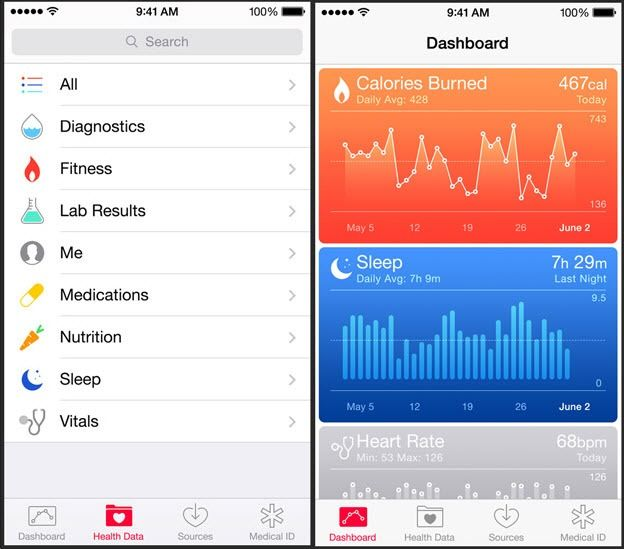 9:41 AM 100%
Search
All
Diagnostics
Fitness
Lab Results
Me
Medications
Nutrition
Sleep
Vitals
Dashboard Health Data Sources Medical ID
9:41 AM 100%
Dashboard
Calories Burned 467cal
Daily Avg: 428 Today
743
136
May 5 12 19 26 June 2
Sleep 7h 29m
Daily Avg: 7h 9m Last Night
9.5
0
May 5 12 19 26 June 2
Heart Rate 68bpm
Min: 53 Max: 126 Today
126
Dashboard Health Data Sources Medical ID